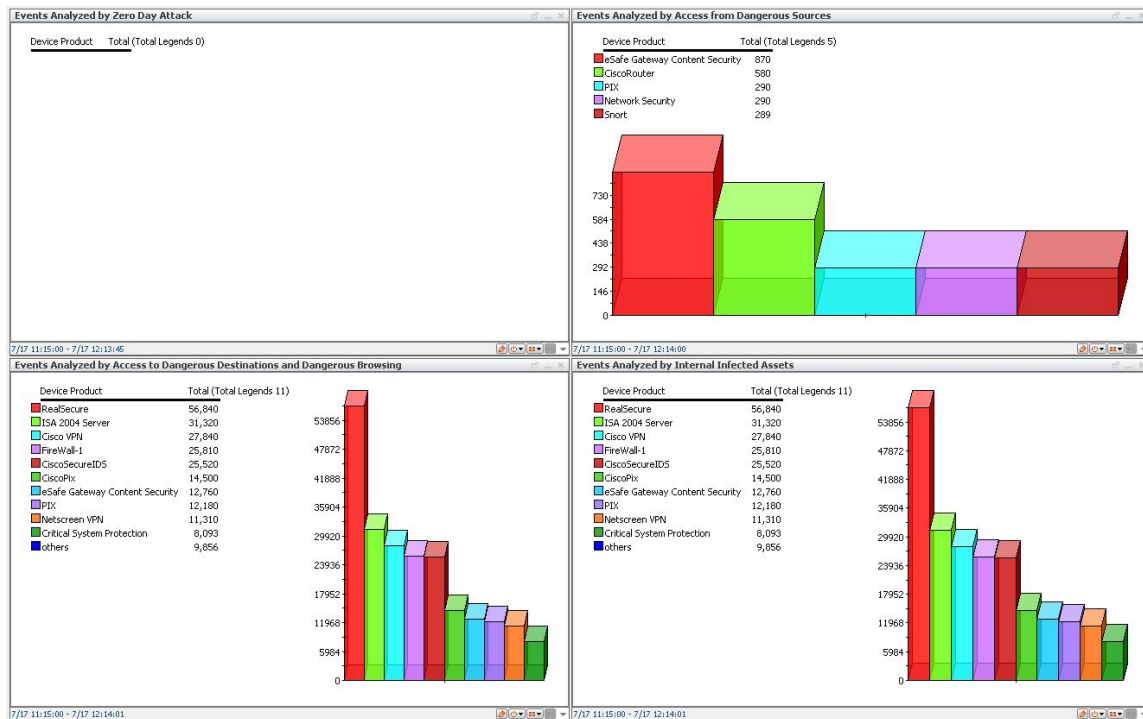 Events Analyzed by Zero Day Attack
Device Product Total (Total Legends 0)
7/17 11:15:00 - 7/17 12:13:45
Events Analyzed by Access from Dangerous Sources
Device Product Total (Total Legends 5)
eSafe Gateway Content Security 870
CiscoRouter 580
PIX 290
Network Security 290
Snort 289
730
584
438
292
146
0
7/17 11:15:00 - 7/17 12:14:00
Events Analyzed by Access to Dangerous Destinations and Dangerous Browsing
Device Product Total (Total Legends 11)
RealSecure 56,840
ISA 2004 Server 31,320
Cisco VPN 27,840
FireWall-1 25,810
CiscoSecureIDS 25,520
CiscoPix 14,500
eSafe Gateway Content Security 12,760
PIX 12,180
Netscreen VPN 11,310
Critical System Protection 8,093
others 9,856
53856
47872
41888
35904
29920
23936
17952
11968
5984
0
7/17 11:15:00 - 7/17 12:14:01
Events Analyzed by Internal Infected Assets
Device Product Total (Total Legends 11)
RealSecure 56,840
ISA 2004 Server 31,320
Cisco VPN 27,840
FireWall-1 25,810
CiscoSecureIDS 25,520
CiscoPix 14,500
eSafe Gateway Content Security 12,760
PIX 12,180
Netscreen VPN 11,310
Critical System Protection 8,093
others 9,856
53856
47872
41888
35904
29920
23936
17952
11968
5984
0
7/17 11:15:00 - 7/17 12:14:01